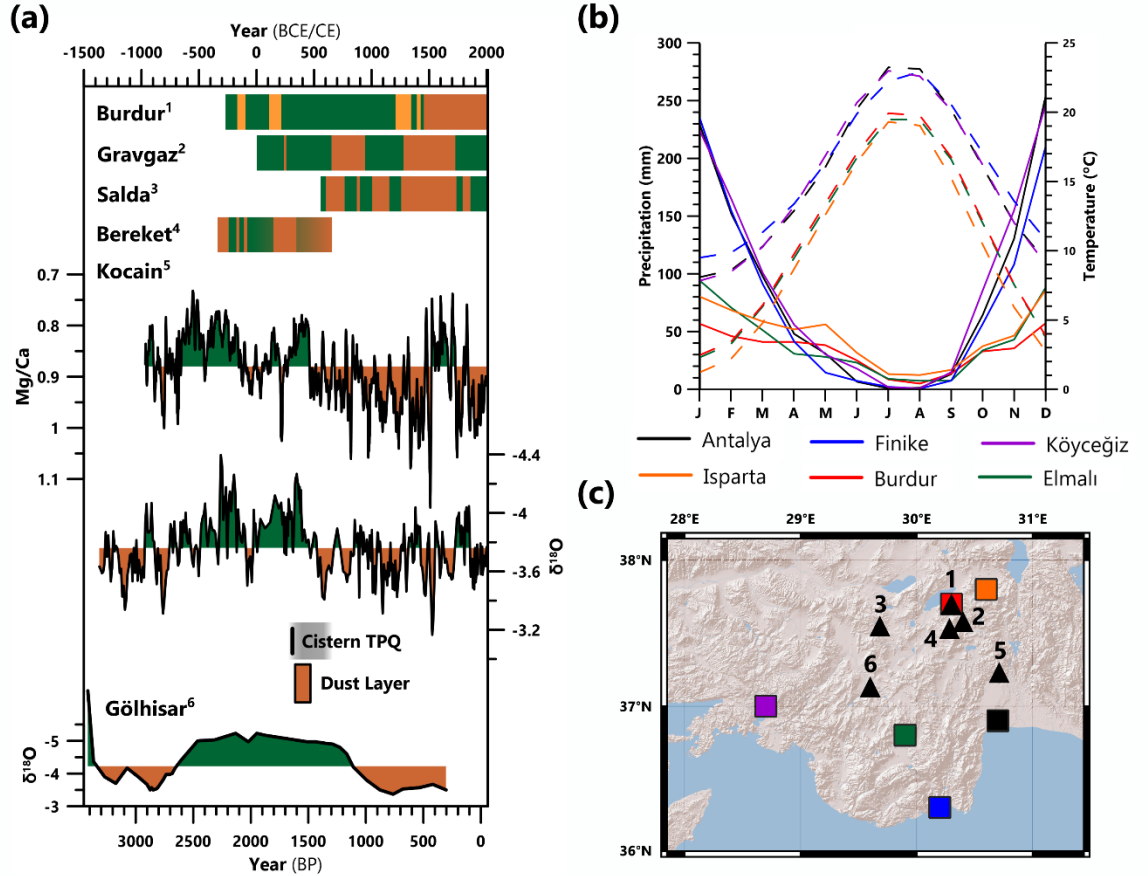 (a)
Year (BCE/CE)
-1500 -1000 -500 0 500 1000 1500 2000
Burdur1
Gravgaz2
Salda3
Bereket4
Kocain5
0.7
0.8
0.9
1
1.1
Mg/Ca
-4.4
-4
-3.6
-3.2
δ18O
Cistern TPQ
Dust Layer
Gölhisar6
-5
-4
-3
δ18O
3000 2500 2000 1500 1000 500 0
Year (BP)
(b)
300
250
200
150
100
50
0
Precipitation (mm)
25
20
15
10
5
0
Temperature (°C)
J F M A M J J A S O N D
Antalya Finike Köyceğiz
Isparta Burdur Elmalı
(c)
28°E 29°E 30°E 31°E
38°N
37°N
36°N
1
2
3
4
5
6